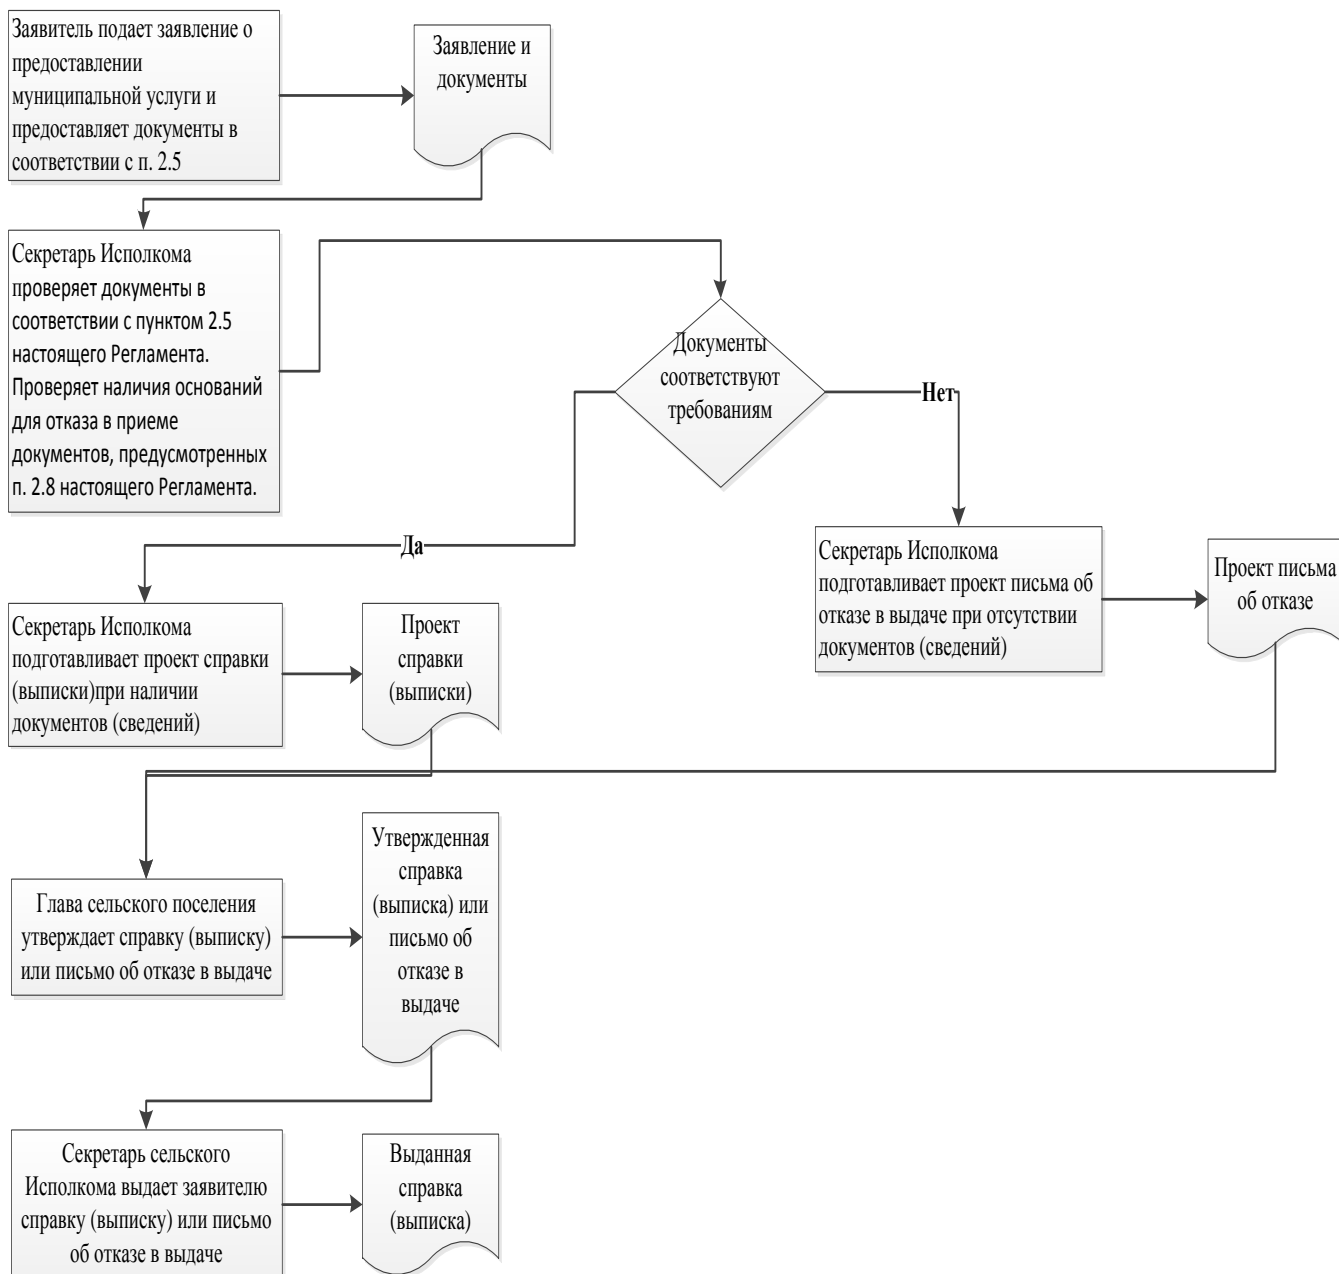 Заявитель подает заявление о
предоставлении
муниципальной услуги и
предоставляет документы в
соответствии с п. 2.5
Заявление и
документы
Секретарь Исполкома
проверяет документы в
соответствии с пунктом 2.5
настоящего Регламента.
Проверяет наличия оснований
для отказа в приеме
документов, предусмотренных
п. 2.8 настоящего Регламента.
Документы
соответствуют
требованиям
Нет
Да
Секретарь Исполкома
подготавливает проект письма об
отказе в выдаче при отсутствии
документов (сведений)
Проект письма
об отказе
Секретарь Исполкома
подготавливает проект справки
(выписки)при наличии
документов (сведений)
Проект
справки
(выписки)
Глава сельского поселения
утверждает справку (выписку)
или письмо об отказе в выдаче
Утвержденная
справка
(выписка) или
письмо об
отказе в
выдаче
Секретарь сельского
Исполкома выдает заявителю
справку (выписку) или письмо
об отказе в выдаче
Выданная
справка
(выписка)